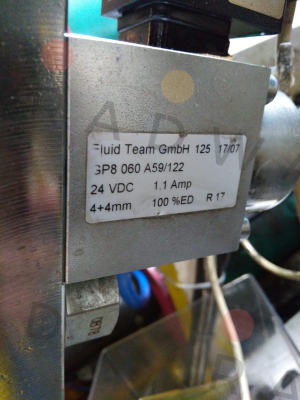 Fluid Team GmbH 125 17/07
GP8 060 A59/122
24 VDC 1.1 Amp
4+4mm 100 %ED R 17